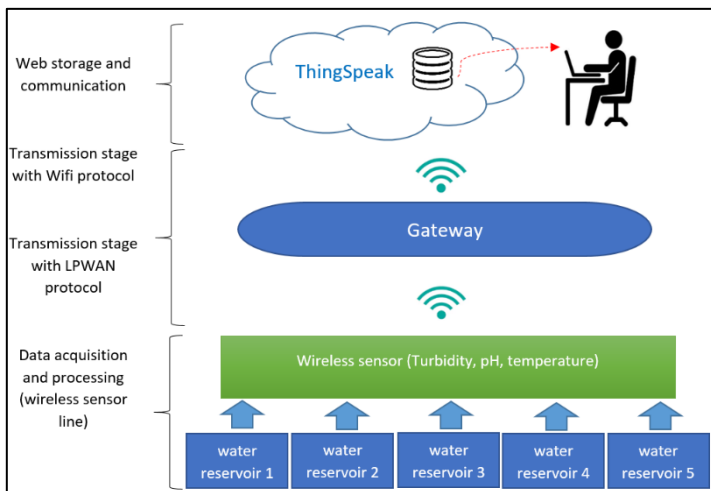 Web storage and
communication
ThingSpeak
Transmission stage
with Wifi protocol
Gateway
Transmission stage
with LPWAN
protocol
Data acquisition
and processing
(wireless sensor
line)
Wireless sensor (Turbidity, pH, temperature)
water
reservoir 1
water
reservoir 2
water
reservoir 3
water
reservoir 4
water
reservoir 5